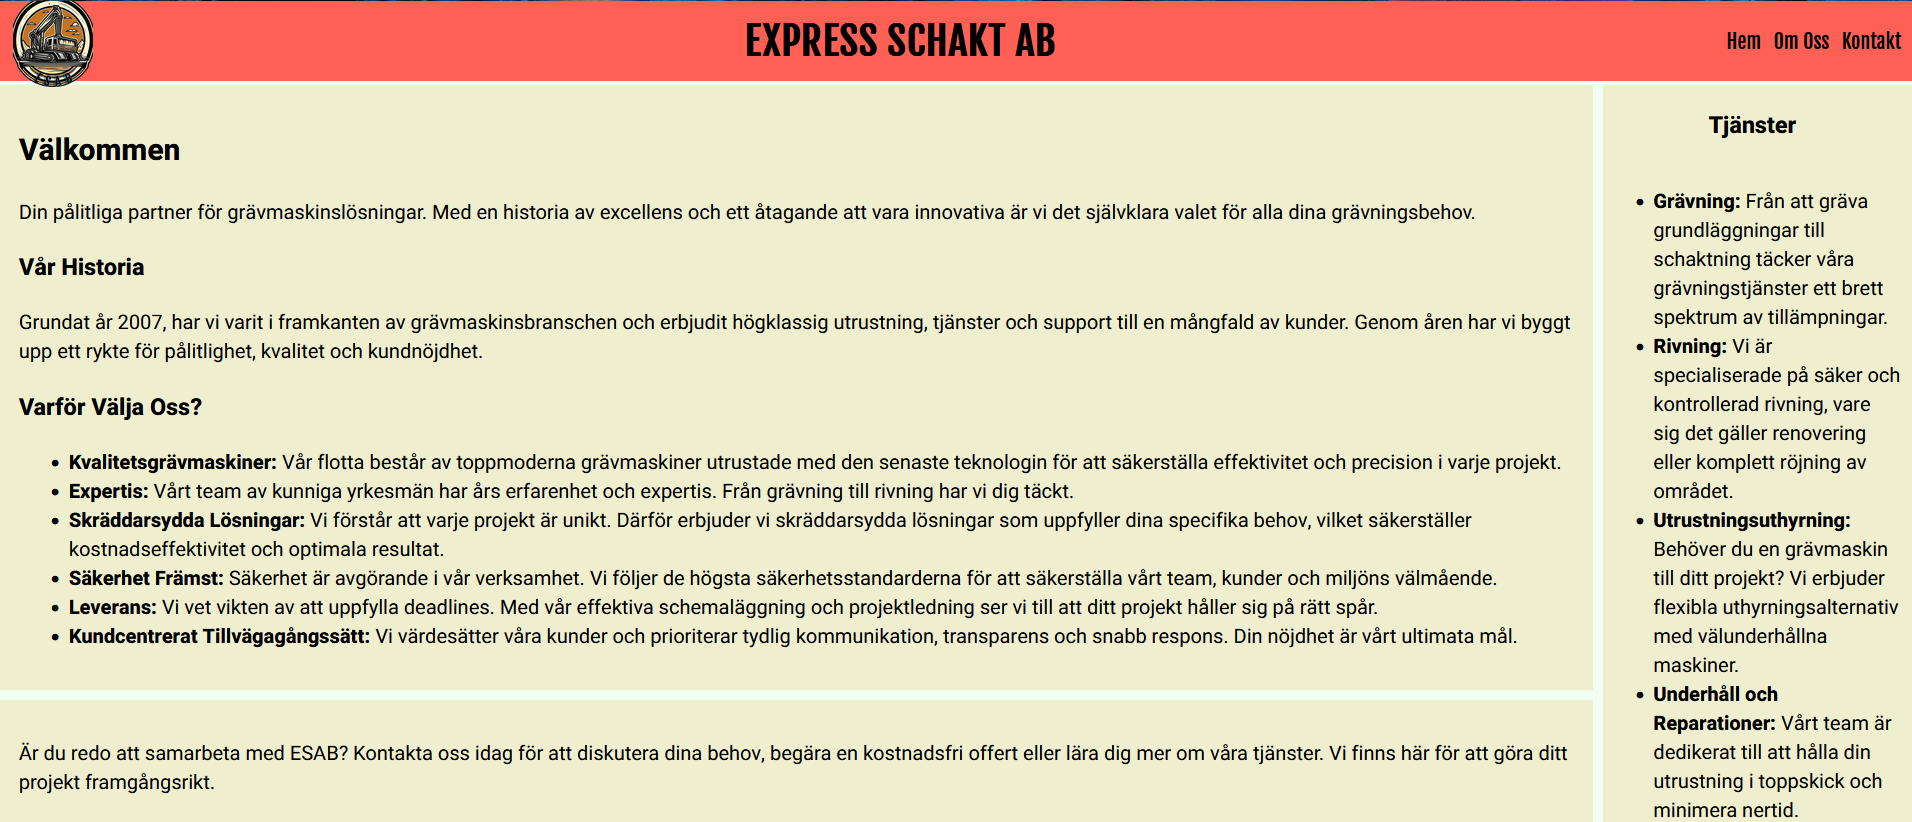 ESAB
EXPRESS SCHAKT AB
Hem Om Oss Kontakt
Välkommen
Din pålitliga partner för grävmaskinslösningar. Med en historia av excellens och ett åtagande att vara innovativa är vi det självklara valet för alla dina grävningsbehov.
Vår Historia
Grundat år 2007, har vi varit i framkanten av grävmaskinsbranschen och erbjudit högklassig utrustning, tjänster och support till en mångfald av kunder. Genom åren har vi byggt
upp ett rykte för pålitlighet, kvalitet och kundnöjdhet.
Varför Välja Oss?
• Kvalitetsgrävmaskiner: Vår flotta består av toppmoderna grävmaskiner utrustade med den senaste teknologin för att säkerställa effektivitet och precision i varje projekt.
• Expertis: Vårt team av kunniga yrkesmän har års erfarenhet och expertis. Från grävning till rivning har vi dig täckt.
• Skräddarsydda Lösningar: Vi förstår att varje projekt är unikt. Därför erbjuder vi skräddarsydda lösningar som uppfyller dina specifika behov, vilket säkerställer
kostnadseffektivitet och optimala resultat.
• Säkerhet Främst: Säkerhet är avgörande i vår verksamhet. Vi följer de högsta säkerhetsstandarderna för att säkerställa vårt team, kunder och miljöns välmående.
• Leverans: Vi vet vikten av att uppfylla deadlines. Med vår effektiva schemaläggning och projektledning ser vi till att ditt projekt håller sig på rätt spår.
• Kundcentrerat Tillvägagångssätt: Vi värdesätter våra kunder och prioriterar tydlig kommunikation, transparens och snabb respons. Din nöjdhet är vårt ultimata mål.
Är du redo att samarbeta med ESAB? Kontakta oss idag för att diskutera dina behov, begära en kostnadsfri offert eller lära dig mer om våra tjänster. Vi finns här för att göra ditt
projekt framgångsrikt.
Tjänster
• Grävning: Från att gräva
grundläggningar till
schaktning täcker våra
grävningstjänster ett brett
spektrum av tillämpningar.
• Rivning: Vi är
specialiserade på säker och
kontrollerad rivning, vare
sig det gäller renovering
eller komplett röjning av
området.
• Utrustningsuthyrning:
Behöver du en grävmaskin
till ditt projekt? Vi erbjuder
flexibla uthyrningsalternativ
med välunderhållna
maskiner.
• Underhåll och
Reparationer: Vårt team är
dedikerat till att hålla din
utrustning i toppskick och
minimera nertid.